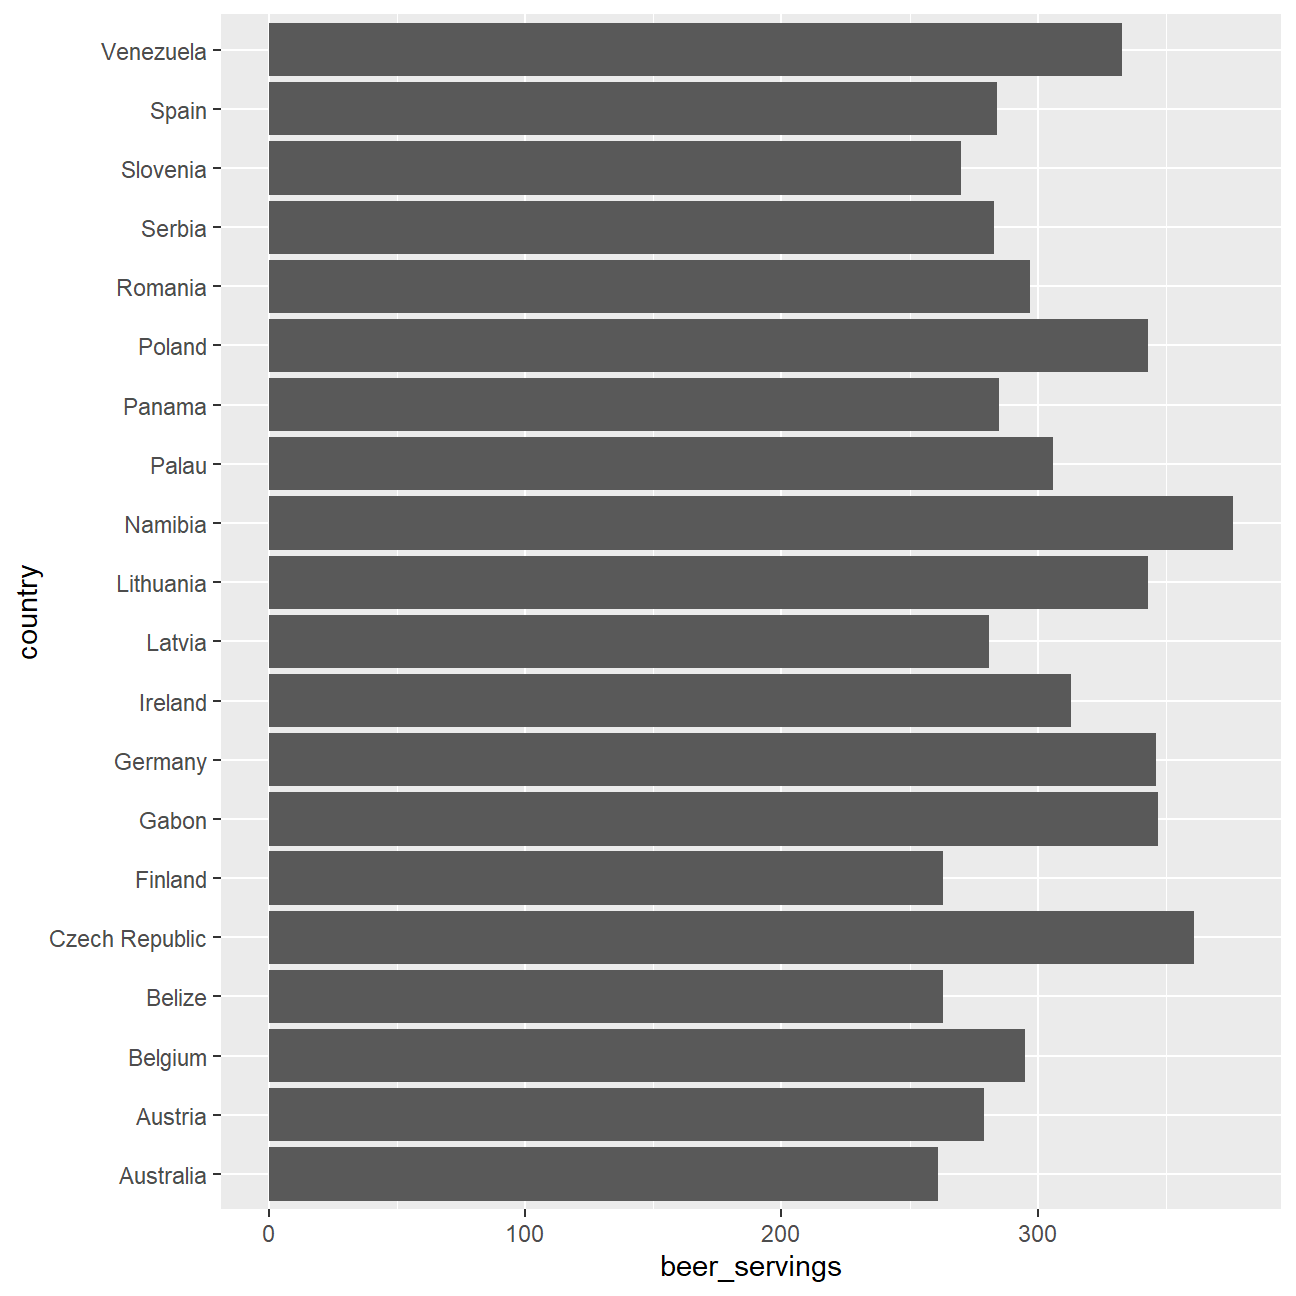 Venezuela
Spain
Slovenia
Serbia
Romania
Poland
Panama
Palau
Namibia
Lithuania
Latvia
Ireland
Germany
Gabon
Finland
Czech Republic
Belize
Belgium
Austria
Australia
country
0 100 200 300
beer_servings